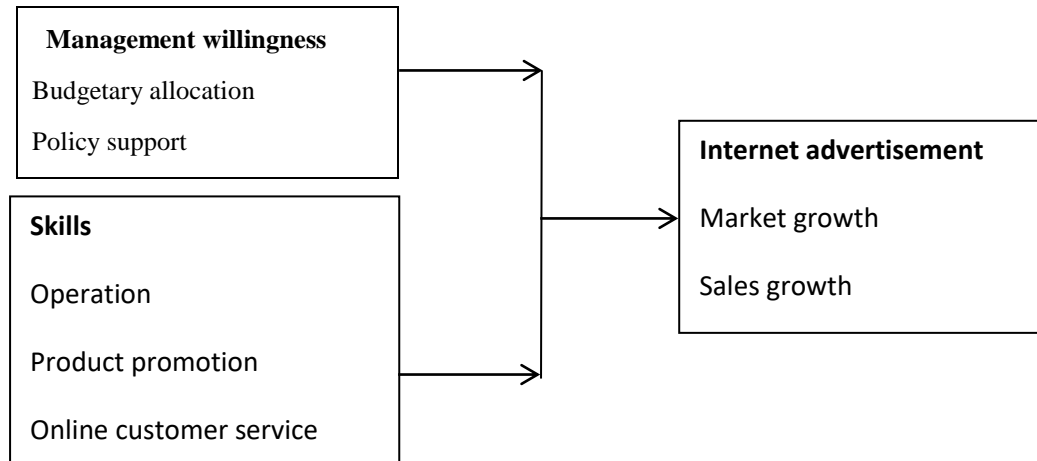 Management willingness
Budgetary allocation
Policy support
Skills
Operation
Product promotion
Online customer service
Internet advertisement
Market growth
Sales growth